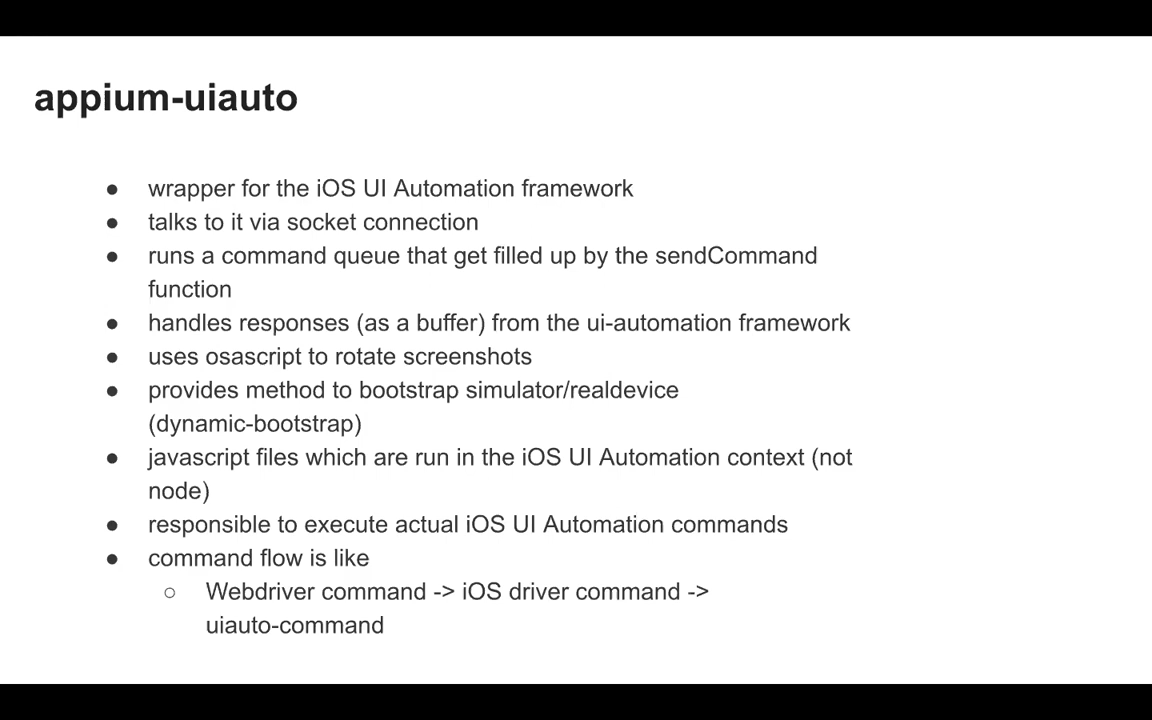 appium-uiauto
● wrapper for the iOS UI Automation framework
● talks to it via socket connection
● runs a command queue that get filled up by the sendCommand
function
● handles responses (as a buffer) from the ui-automation framework
● uses osascript to rotate screenshots
● provides method to bootstrap simulator/realdevice
(dynamic-bootstrap)
● javascript files which are run in the iOS UI Automation context (not
node)
● responsible to execute actual iOS UI Automation commands
● command flow is like
○ Webdriver command -> iOS driver command ->
uiauto-command